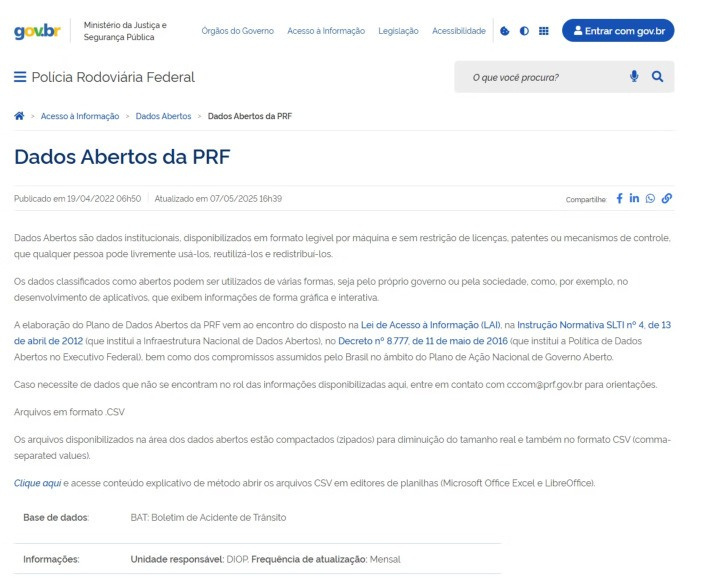 gov.br
Ministério da Justiça e
Segurança Pública
Órgãos do Governo Acesso à Informação Legislação Acessibilidade
Entrar com gov.br
Polícia Rodoviária Federal
O que você procura?
> Acesso à Informação > Dados Abertos > Dados Abertos da PRF
Dados Abertos da PRF
Publicado em 19/04/2022 06h50 Atualizado em 07/05/2025 16h39
Compartilhe:
Dados Abertos são dados institucionais, disponibilizados em formato legível por máquina e sem restrição de licenças, patentes ou mecanismos de controle,
que qualquer pessoa pode livremente usá-los, reutilizá-los e redistribuí-los.
Os dados classificados como abertos podem ser utilizados de várias formas, seja pelo próprio governo ou pela sociedade, como, por exemplo, no
desenvolvimento de aplicativos, que exibem informações de forma gráfica e interativa.
A elaboração do Plano de Dados Abertos da PRF vem ao encontro do disposto na Lei de Acesso à Informação (LAI), na Instrução Normativa SLTI nº 4, de 13
de abril de 2012 (que institui a Infraestrutura Nacional de Dados Abertos), no Decreto nº 8.777, de 11 de maio de 2016 (que institui a Política de Dados
Abertos no Executivo Federal), bem como dos compromissos assumidos pelo Brasil no âmbito do Plano de Ação Nacional de Governo Aberto.
Caso necessite de dados que não se encontram no rol das informações disponibilizadas aqui, entre em contato com cccom@prf.gov.br para orientações.
Arquivos em formato .CSV
Os arquivos disponibilizados na área dos dados abertos estão compactados (zipados) para diminuição do tamanho real e também no formato CSV (comma-
separated values).
Clique aqui e acesse conteúdo explicativo de método abrir os arquivos CSV em editores de planilhas (Microsoft Office Excel e LibreOffice).
Base de dados: BAT: Boletim de Acidente de Trânsito
Informações: Unidade responsável: DIOP. Frequência de atualização: Mensal